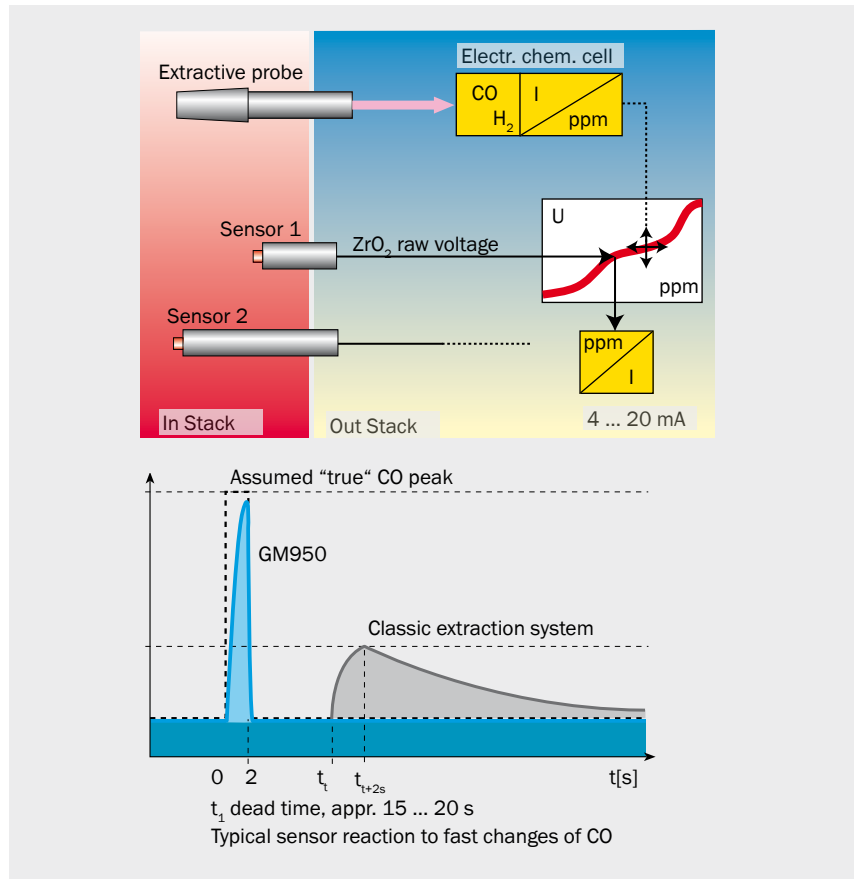 Electr. chem. cell
Extractive probe
CO
H₂
I
ppm
Sensor 1
ZrO₂ raw voltage
U
ppm
Sensor 2
ppm
I
In Stack
Out Stack
4 ... 20 mA
Assumed “true“ CO peak
GM950
Classic extraction system
0 2 tₜ tₜ₊₂ₛ t[s]
t₁ dead time, appr. 15 ... 20 s
Typical sensor reaction to fast changes of CO